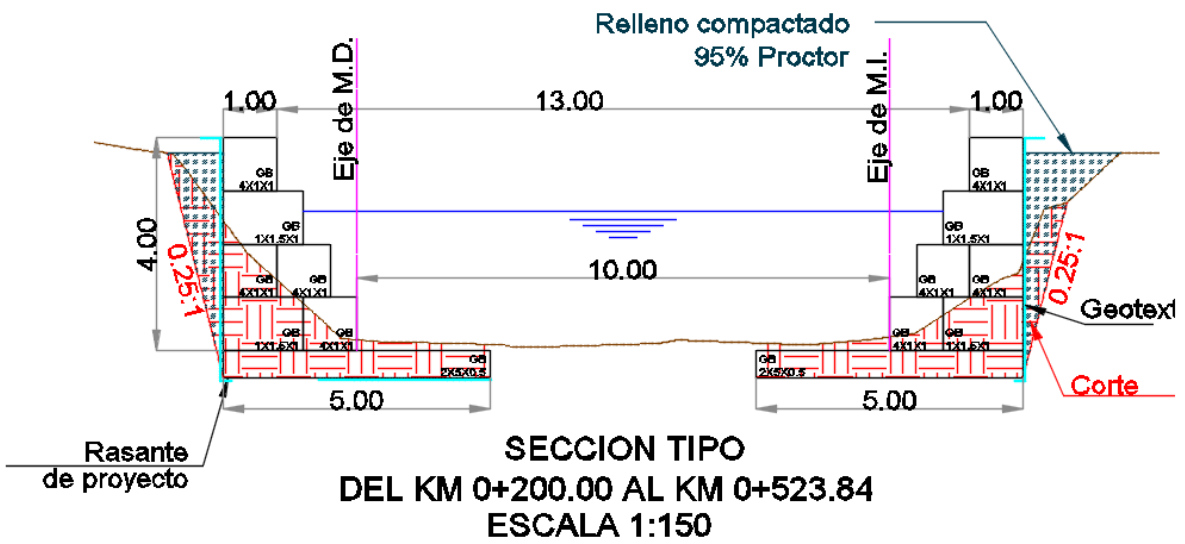 Relleno compactado
95% Proctor
Eje de M.D.
Eje de M.I.
1.00
13.00
1.00
GB
4X1X1
GB
4X1X1
GB
1X1.5X1
GB
1X1.5X1
4.00
0.25:1
10.00
0.25:1
GB
4X1X1
GB
4X1X1
GB
4X1X1
GB
4X1X1
Geotext
GB
1X1.5X1
GB
4X1X1
GB
4X1X1
GB
1X1.5X1
GB
2X5X0.5
GB
2X5X0.5
Corte
5.00
5.00
Rasante
de proyecto
SECCION TIPO
DEL KM 0+200.00 AL KM 0+523.84
ESCALA 1:150